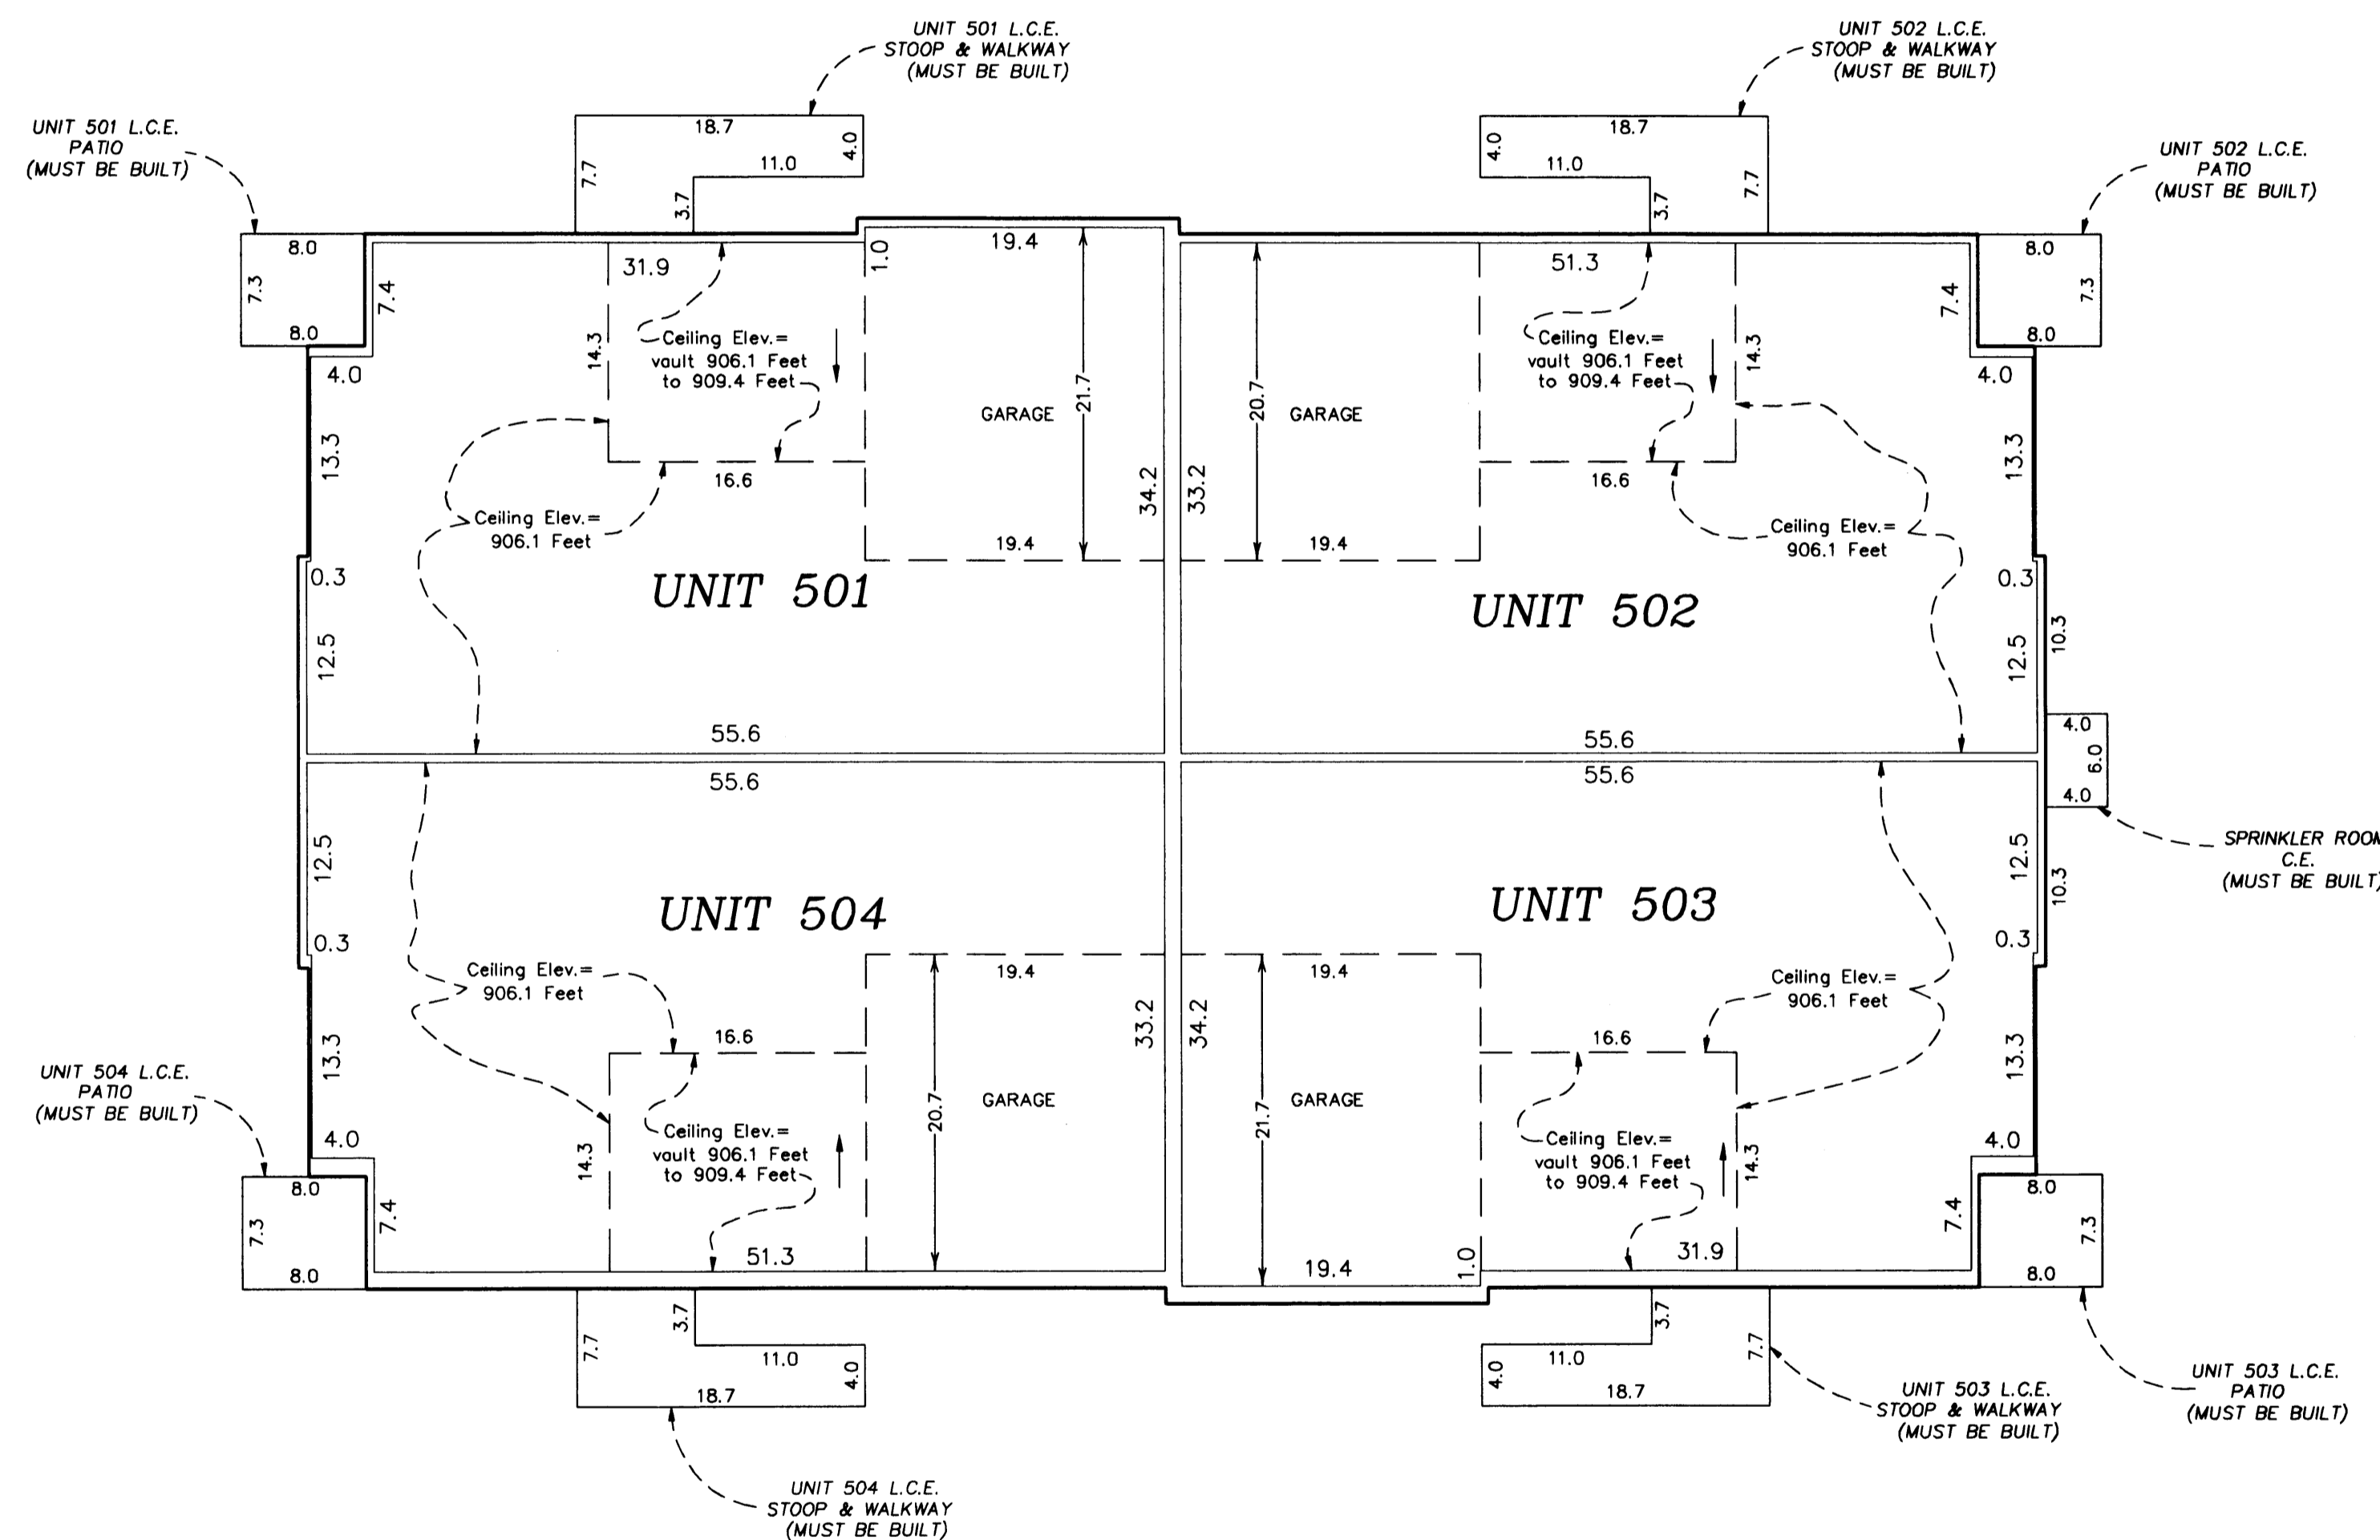 UNIT 501 L.C.E.
STOOP & WALKWAY
(MUST BE BUILT)
UNIT 502 L.C.E.
STOOP & WALKWAY
(MUST BE BUILT)
UNIT 501 L.C.E.
PATIO
(MUST BE BUILT)
UNIT 502 L.C.E.
PATIO
(MUST BE BUILT)
18.7
7.7
11.0
4.0
3.7
18.7
4.0
11.0
7.7
3.7
8.0
7.3
8.0
7.4
31.9
1.0
19.4
51.3
7.4
8.0
7.3
8.0
4.0
14.3
Ceiling Elev.=
vault 906.1 Feet
to 909.4 Feet
GARAGE
21.7
20.7
GARAGE
Ceiling Elev.=
vault 906.1 Feet
to 909.4 Feet
14.3
4.0
13.3
16.6
34.2
33.2
16.6
13.3
Ceiling Elev.=
906.1 Feet
19.4
19.4
Ceiling Elev.=
906.1 Feet
0.3
UNIT 501
UNIT 502
0.3
12.5
12.5
10.3
55.6
55.6
4.0
6.0
4.0
55.6
55.6
SPRINKLER ROOM
C.E.
(MUST BE BUILT)
12.5
12.5
10.3
UNIT 504
UNIT 503
0.3
0.3
Ceiling Elev.=
906.1 Feet
19.4
19.4
Ceiling Elev.=
906.1 Feet
13.3
16.6
33.2
34.2
16.6
13.3
UNIT 504 L.C.E.
PATIO
(MUST BE BUILT)
4.0
14.3
Ceiling Elev.=
vault 906.1 Feet
to 909.4 Feet
20.7
GARAGE
21.7
GARAGE
Ceiling Elev.=
vault 906.1 Feet
to 909.4 Feet
14.3
4.0
8.0
7.3
8.0
7.4
51.3
19.4
1.0
31.9
7.4
8.0
7.3
8.0
7.7
3.7
11.0
4.0
18.7
4.0
11.0
3.7
7.7
18.7
UNIT 503 L.C.E.
STOOP & WALKWAY
(MUST BE BUILT)
UNIT 503 L.C.E.
PATIO
(MUST BE BUILT)
UNIT 504 L.C.E.
STOOP & WALKWAY
(MUST BE BUILT)